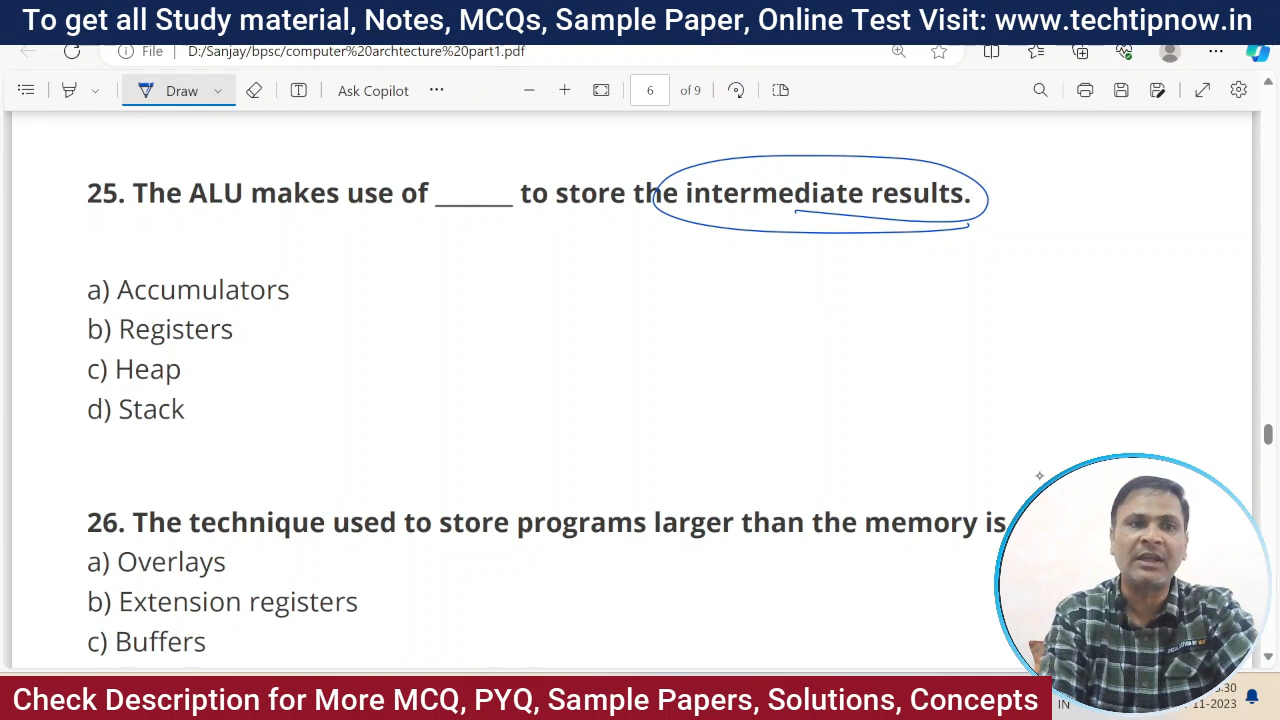 To get all Study material, Notes, MCQs, Sample Paper, Online Test Visit: www.techtipnow.in
File D:/Sanjay/bpsc/computer%20archtecture%20part1.pdf
Draw Ask Copilot 6 of 9
25. The ALU makes use of _______ to store the intermediate results.
a) Accumulators
b) Registers
c) Heap
d) Stack
26. The technique used to store programs larger than the memory is
a) Overlays
b) Extension registers
c) Buffers
Check Description for More MCQ, PYQ, Sample Papers, Solutions, Concepts
IN 11-2023